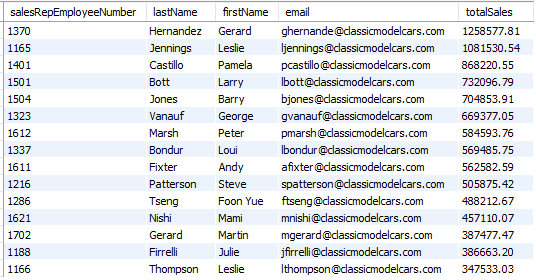 salesRepEmployeeNumber lastName firstName email totalSales
1370 Hernandez Gerard ghernande@classicmodelcars.com 1258577.81
1165 Jennings Leslie ljennings@classicmodelcars.com 1081530.54
1401 Castillo Pamela pcastillo@classicmodelcars.com 868220.55
1501 Bott Larry lbott@classicmodelcars.com 732096.79
1504 Jones Barry bjones@classicmodelcars.com 704853.91
1323 Vanauf George gvanauf@classicmodelcars.com 669377.05
1612 Marsh Peter pmarsh@classicmodelcars.com 584593.76
1337 Bondur Loui lbondur@classicmodelcars.com 569485.75
1611 Fixter Andy afixter@classicmodelcars.com 562582.59
1216 Patterson Steve spatterson@classicmodelcars.com 505875.42
1286 Tseng Foon Yue ftseng@classicmodelcars.com 488212.67
1621 Nishi Mami mnishi@classicmodelcars.com 457110.07
1702 Gerard Martin mgerard@classicmodelcars.com 387477.47
1188 Firrelli Julie jfirrelli@classicmodelcars.com 386663.20
1166 Thompson Leslie lthompson@classicmodelcars.com 347533.03